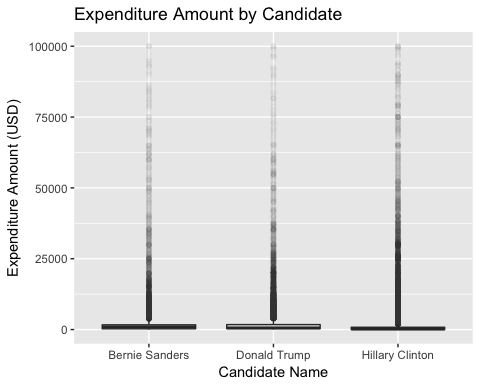 Expenditure Amount by Candidate
Expenditure Amount (USD)
100000
75000
50000
25000
0
Bernie Sanders
Donald Trump
Hillary Clinton
Candidate Name